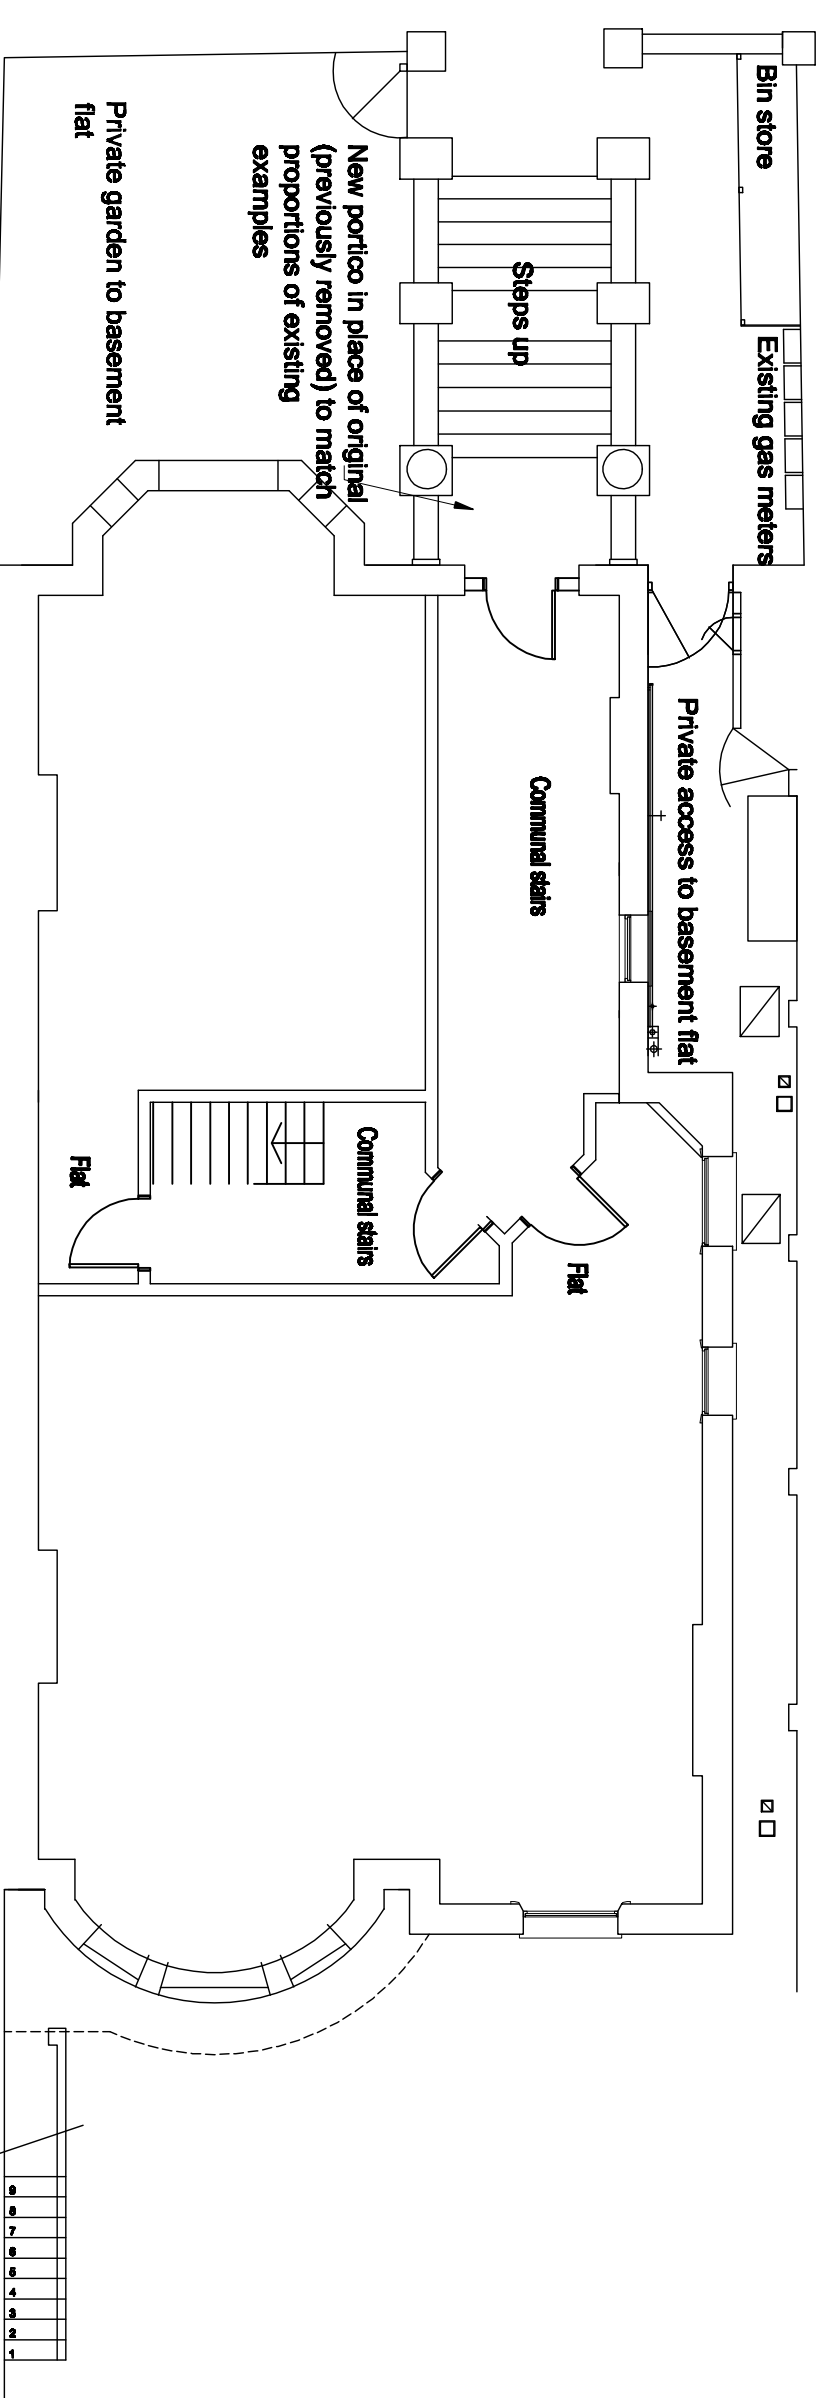 Bin store
Existing gas meters
Steps up
New portico in place of original
(previously removed) to match
proportions of existing
examples
Private garden to basement
flat
Private access to basement flat
Communal stairs
Communal stairs
Flat
Flat
9
8
7
6
5
4
3
2
1